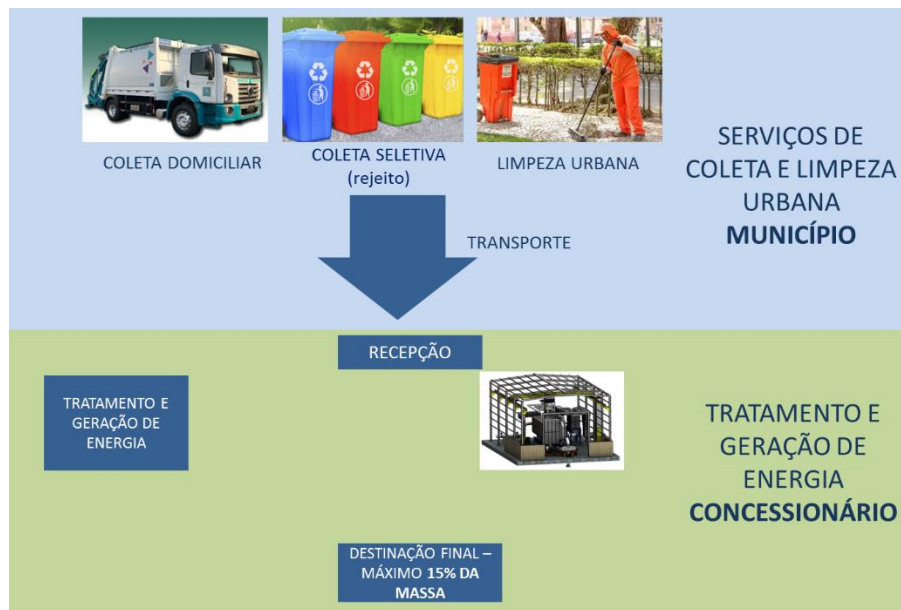 COLETA DOMICILIAR
COLETA SELETIVA
(rejeito)
LIMPEZA URBANA
SERVIÇOS DE
COLETA E LIMPEZA
URBANA
MUNICÍPIO
TRANSPORTE
RECEPÇÃO
TRATAMENTO E
GERAÇÃO DE
ENERGIA
TRATAMENTO E
GERAÇÃO DE
ENERGIA
CONCESSIONÁRIO
DESTINAÇÃO FINAL –
MÁXIMO 15% DA
MASSA